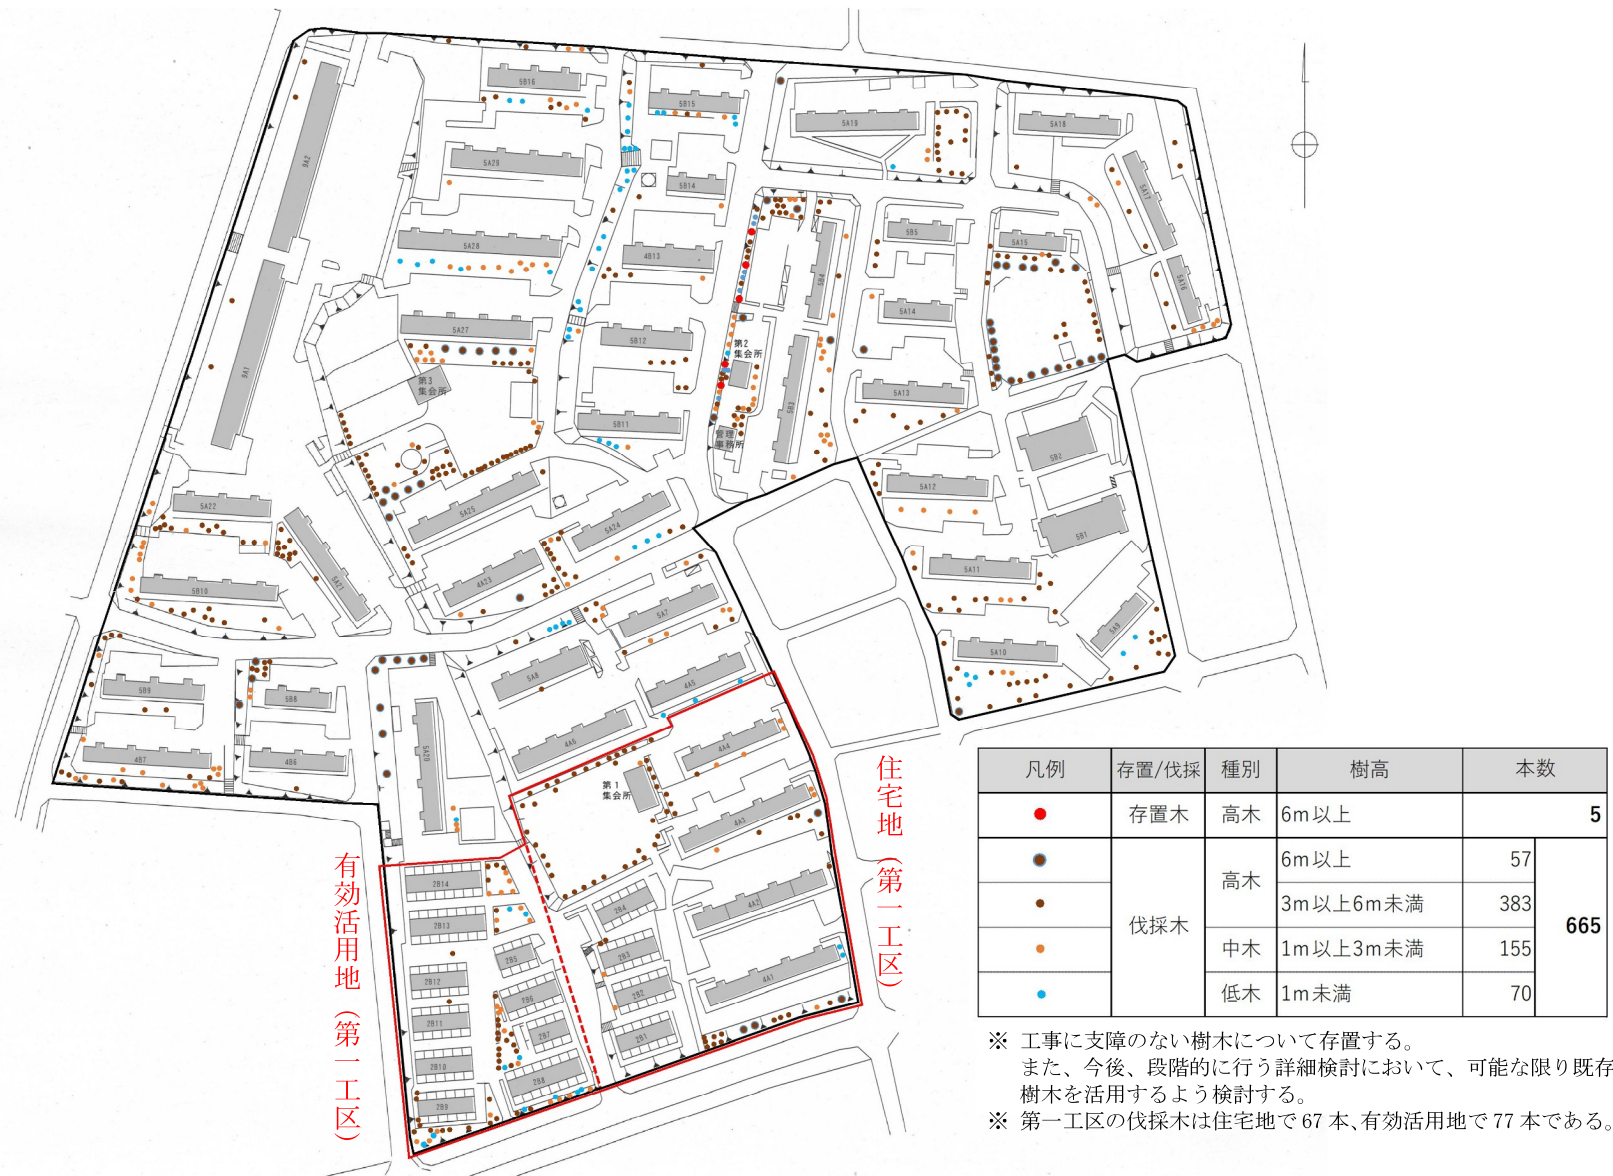 5B16
5B15
5A19
5A18
9A2
5A29
5B14
5A17
5B5
5A15
5A28
4B13
5B4
5A16
5A14
5A27
5B12
第2
集会所
9A1
第3
集会所
5A13
5B3
5B11
管理
事務所
5B2
5A12
5A22
5A25
5A24
5B1
5A21
5A11
5B10
4A23
5A7
5A9
5A10
5A8
4A5
5B9
5B8
4A6
4A4
5A20
4B7
4B6
第1
集会所
4A3
住宅地(第一工区)
有効活用地(第一工区)
2B14
2B4
4A2
2B13
2B5
2B3
4A1
2B12
2B6
2B2
2B11
2B7
2B1
2B10
2B8
2B9
凡例 存置/伐採 種別 樹高 本数
存置木 高木 6m以上 5
伐採木 高木 6m以上 57 665
3m以上6m未満 383
中木 1m以上3m未満 155
低木 1m未満 70
※ 工事に支障のない樹木について存置する。
また、今後、段階的に行う詳細検討において、可能な限り既存
樹木を活用するよう検討する。
※ 第一工区の伐採木は住宅地で67本、有効活用地で77本である。